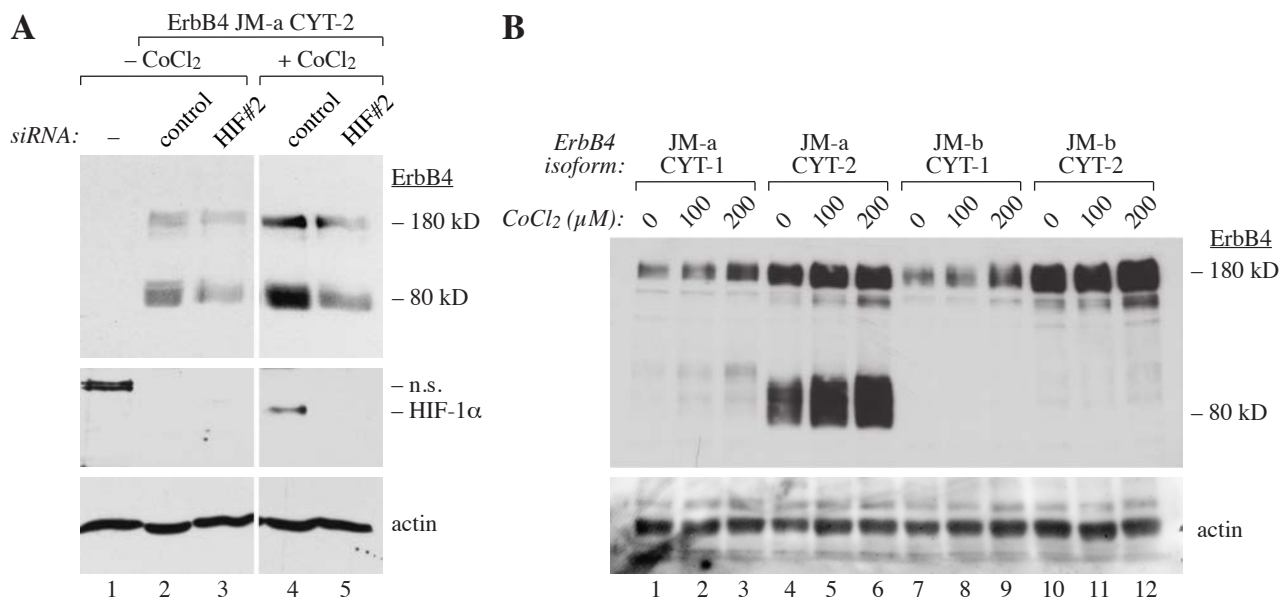 A
ErbB4 JM-a CYT-2
– CoCl₂ + CoCl₂
siRNA: – control HIF#2 control HIF#2
ErbB4
– 180 kD
– 80 kD
– n.s.
– HIF-1α
actin
1 2 3 4 5
B
ErbB4 isoform: JM-a CYT-1 JM-a CYT-2 JM-b CYT-1 JM-b CYT-2
CoCl₂ (µM): 0 100 200 0 100 200 0 100 200 0 100 200
ErbB4
– 180 kD
– 80 kD
actin
1 2 3 4 5 6 7 8 9 10 11 12